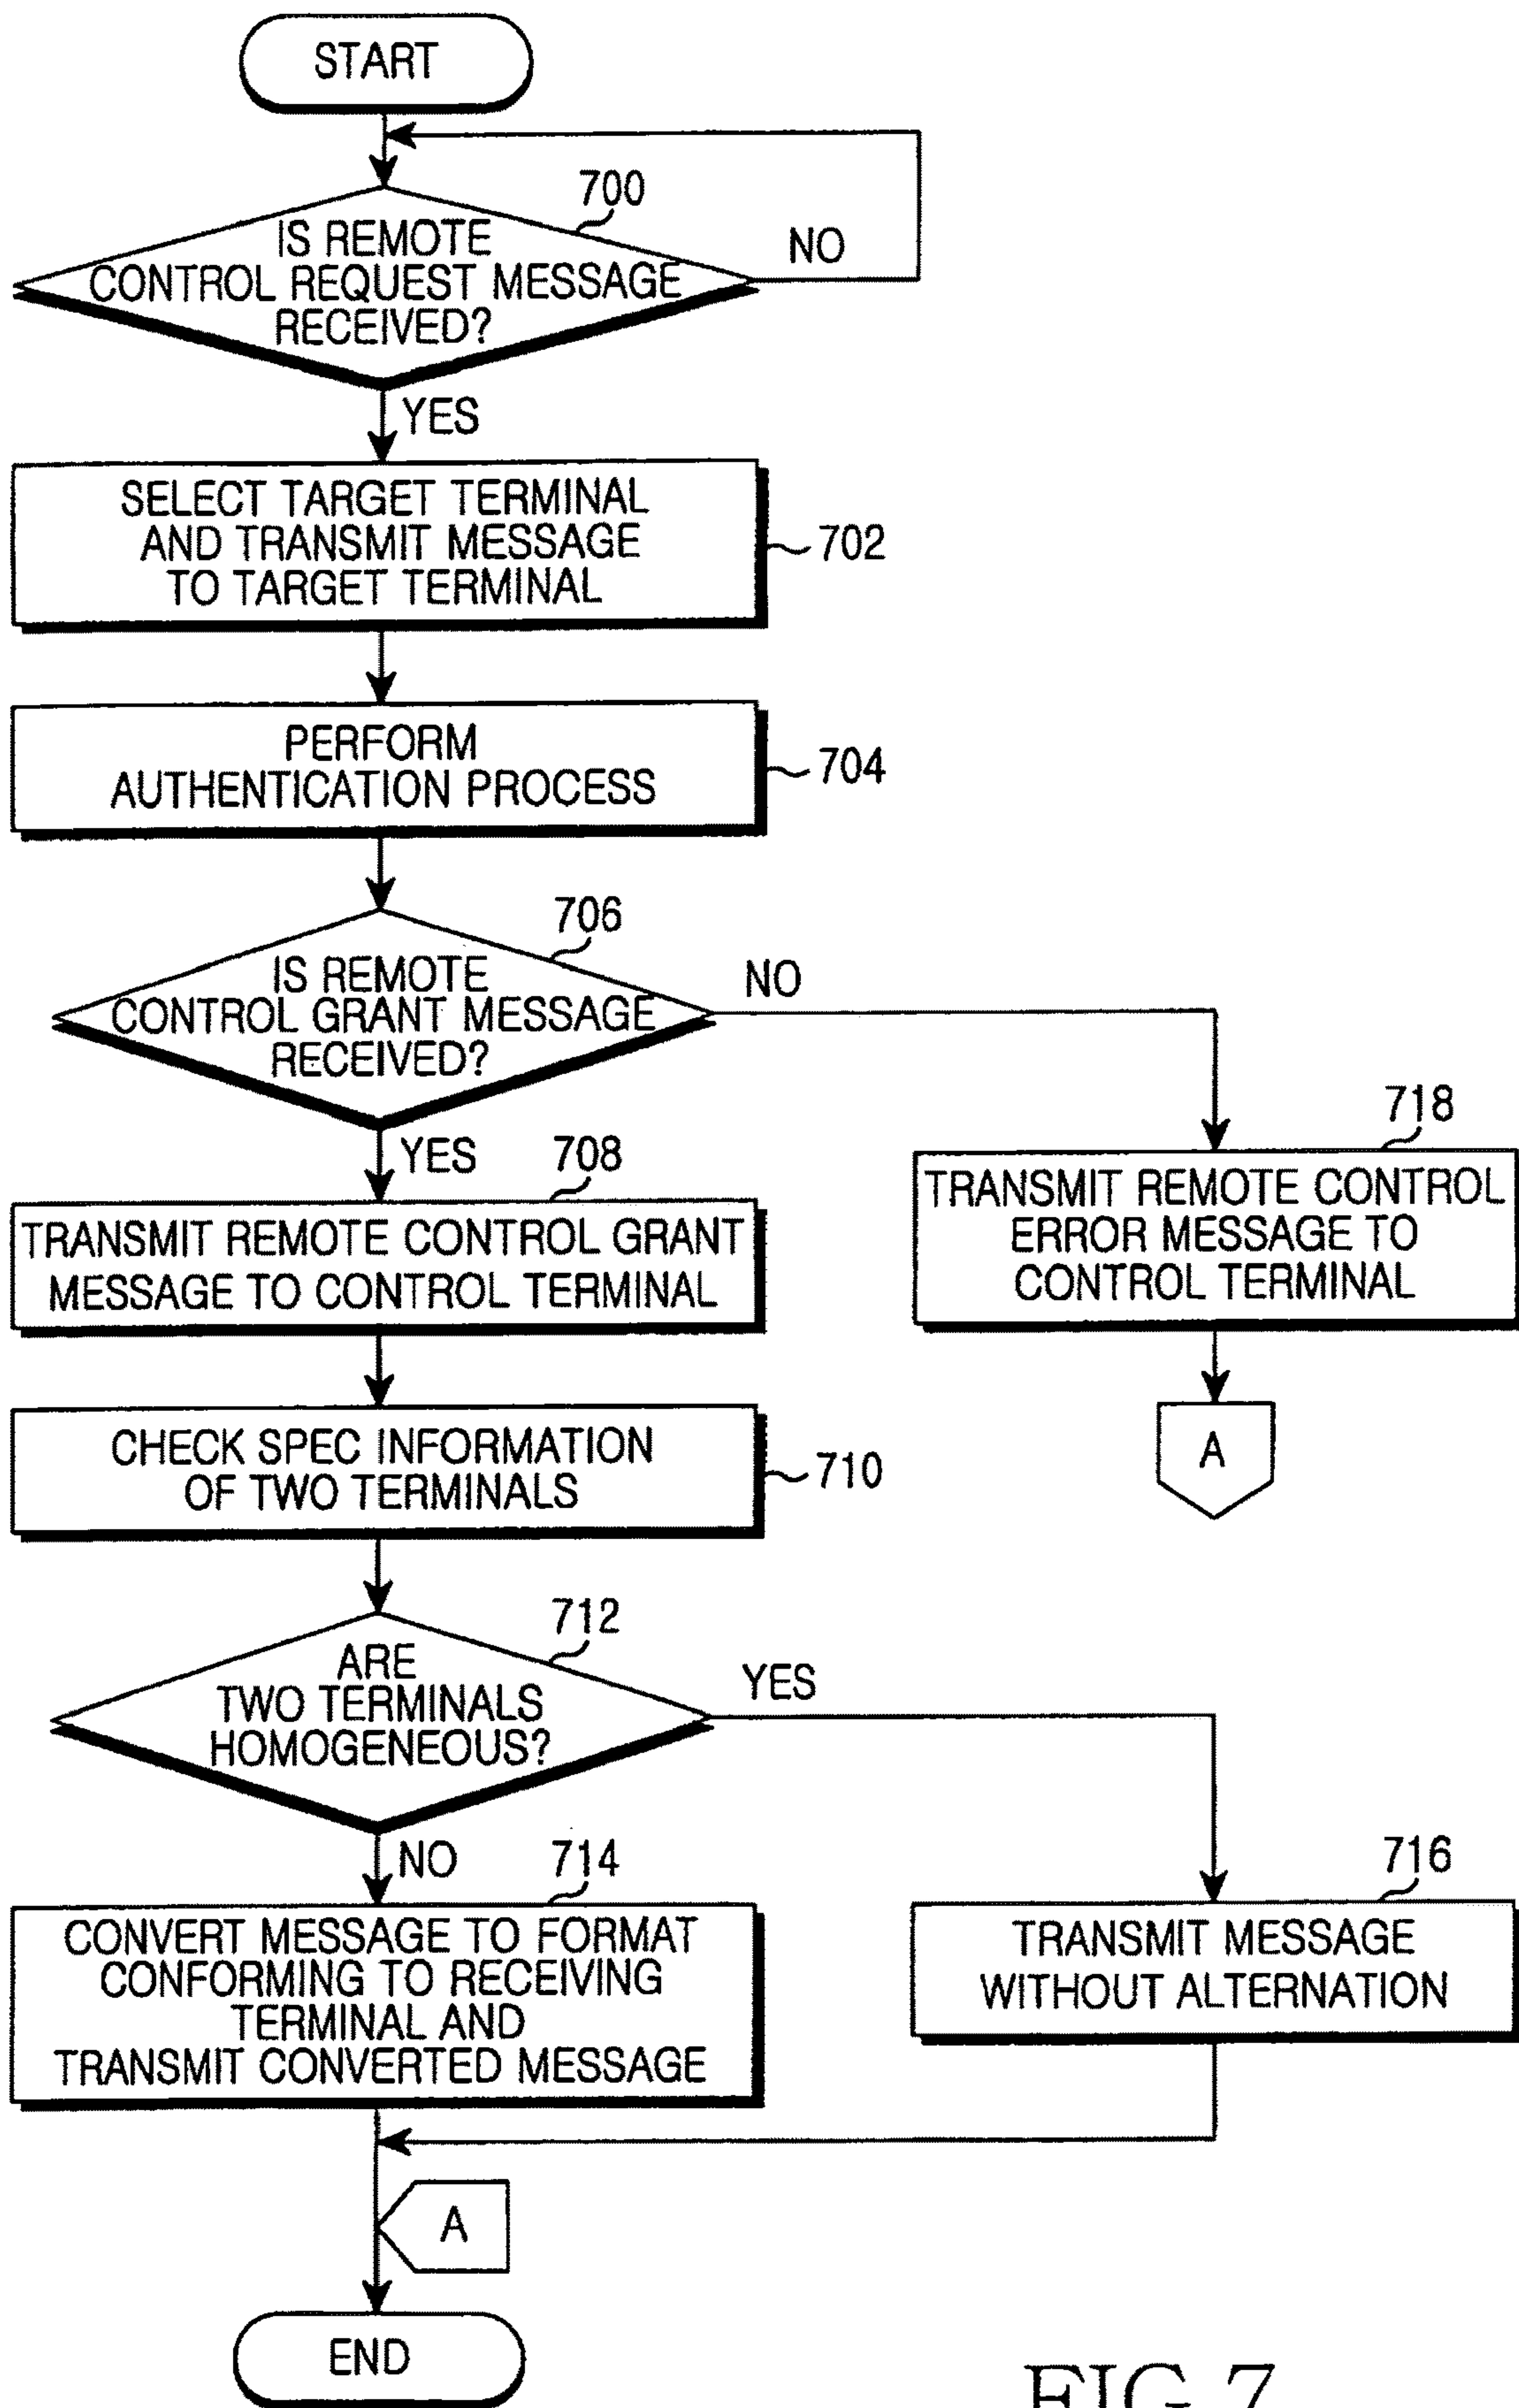 START
700
IS REMOTE
CONTROL REQUEST MESSAGE
RECEIVED?
NO
YES
SELECT TARGET TERMINAL
AND TRANSMIT MESSAGE
TO TARGET TERMINAL
702
PERFORM
AUTHENTICATION PROCESS
704
706
IS REMOTE
CONTROL GRANT MESSAGE
RECEIVED?
NO
YES
708
TRANSMIT REMOTE CONTROL GRANT
MESSAGE TO CONTROL TERMINAL
718
TRANSMIT REMOTE CONTROL
ERROR MESSAGE TO
CONTROL TERMINAL
A
CHECK SPEC INFORMATION
OF TWO TERMINALS
710
712
ARE
TWO TERMINALS
HOMOGENEOUS?
YES
NO
714
CONVERT MESSAGE TO FORMAT
CONFORMING TO RECEIVING
TERMINAL AND
TRANSMIT CONVERTED MESSAGE
716
TRANSMIT MESSAGE
WITHOUT ALTERNATION
A
END
FIG.7